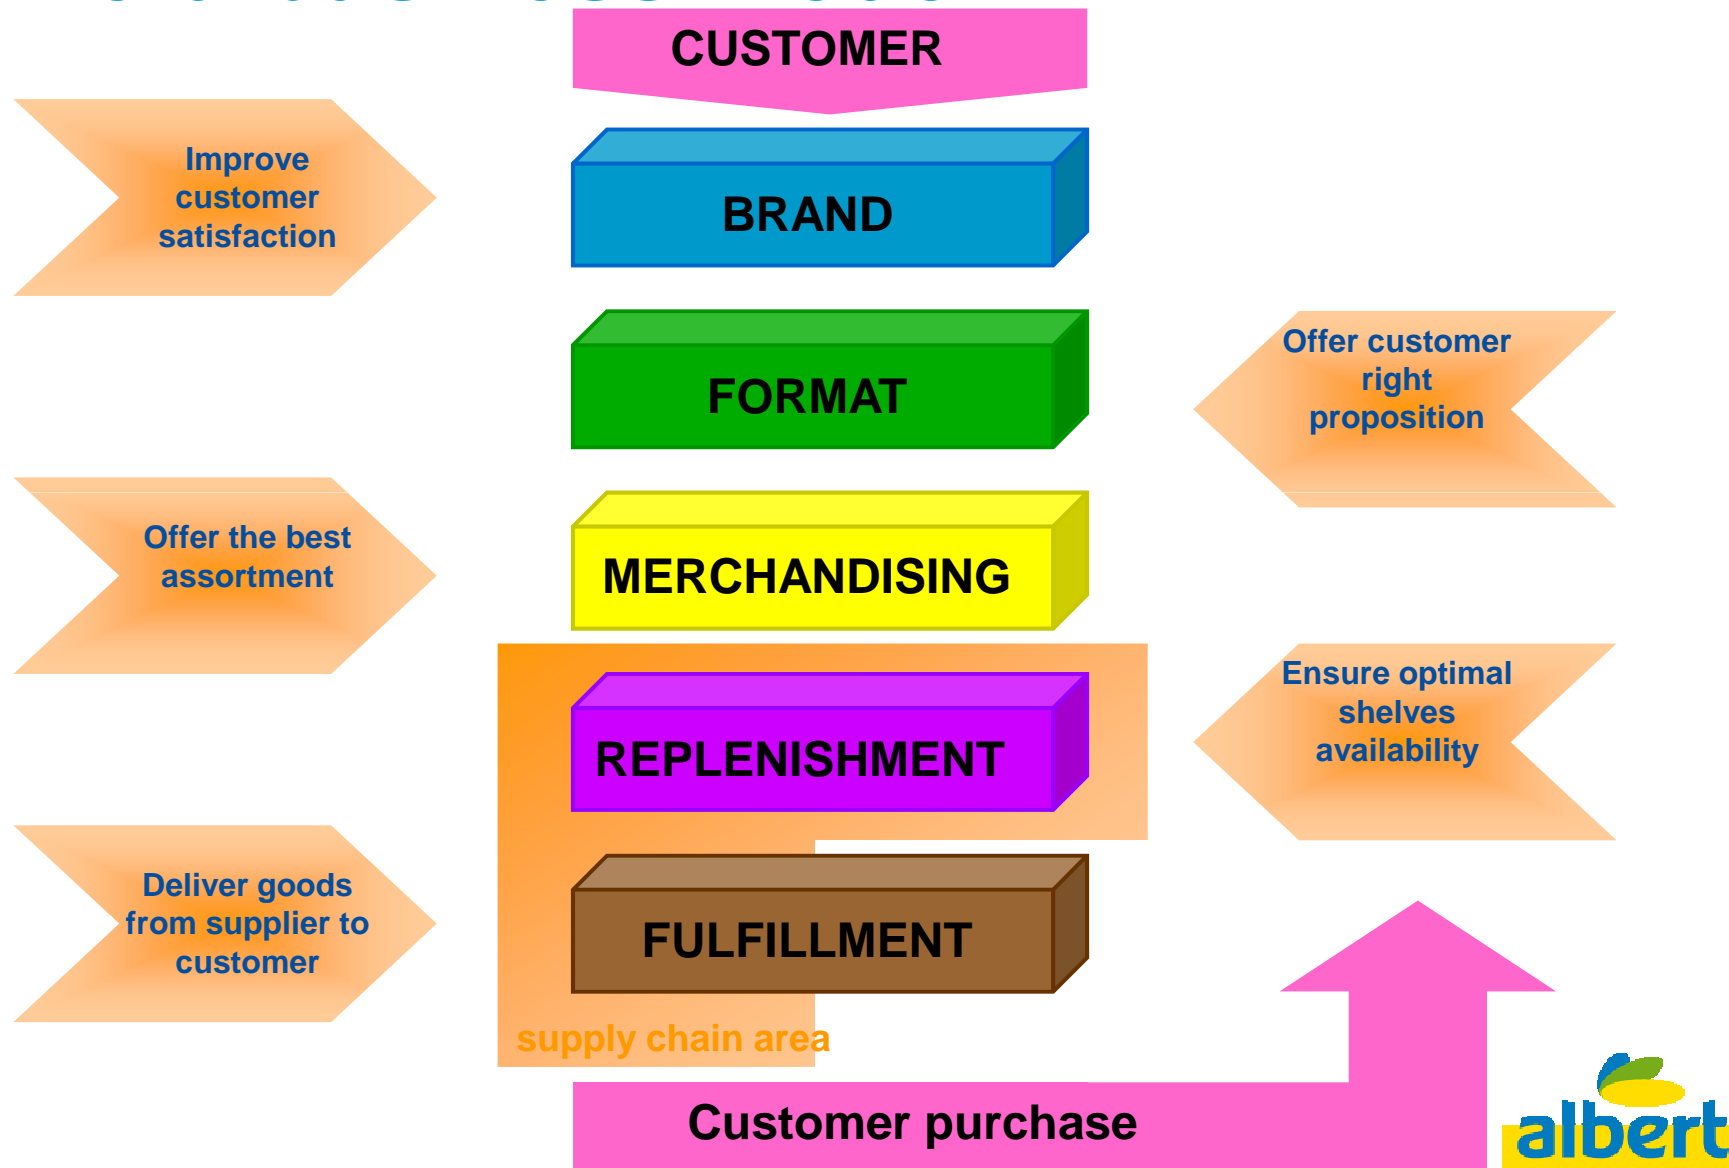 CUSTOMER
Improve
customer
satisfaction
BRAND
FORMAT
Offer customer
right
proposition
Offer the best
assortment
MERCHANDISING
REPLENISHMENT
Ensure optimal
shelves
availability
Deliver goods
from supplier to
customer
FULFILLMENT
supply chain area
Customer purchase
albert